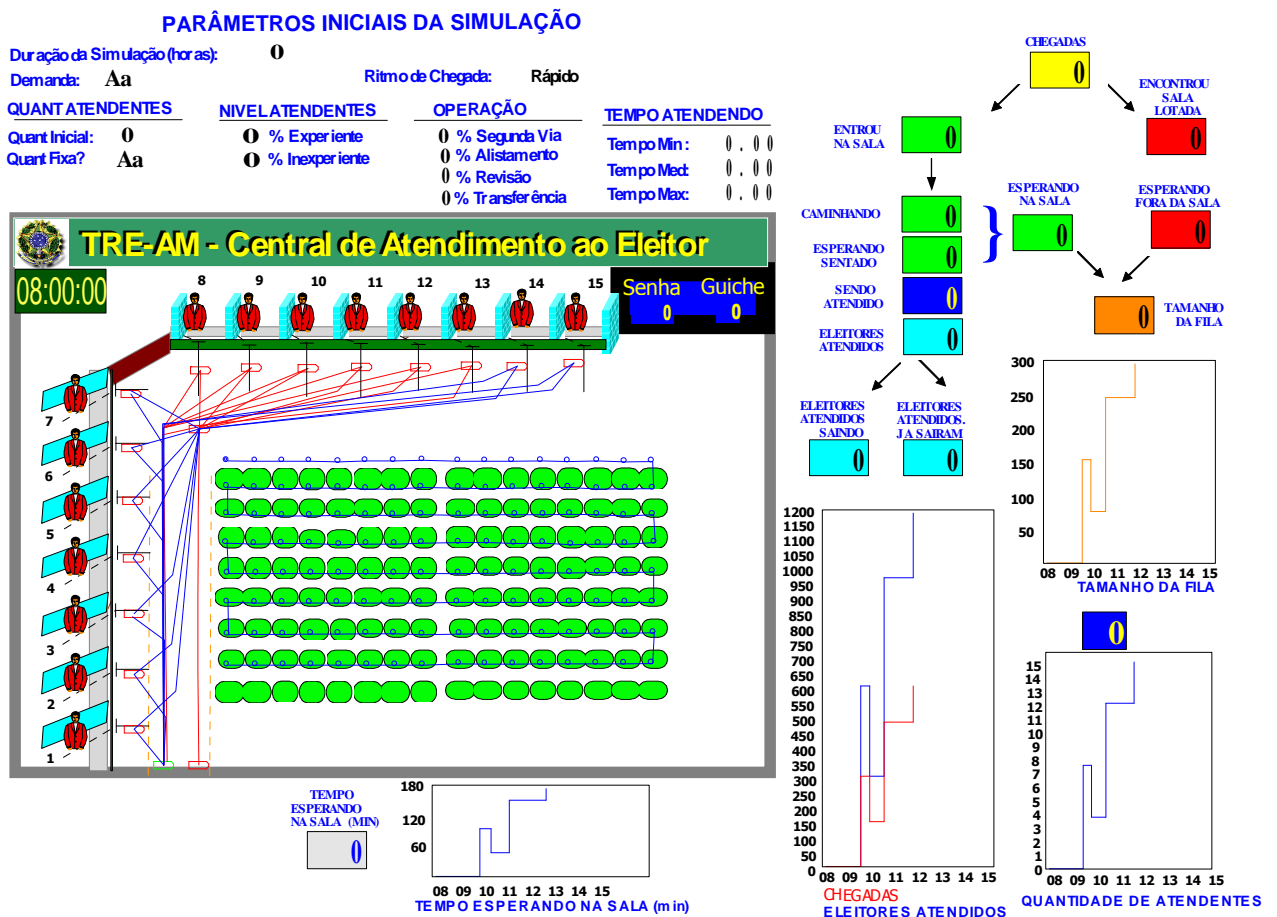 PARÂMETROS INICIAIS DA SIMULAÇÃO
Duração da Simulação (horas): 0
Demanda: Aa Ritmo de Chegada: Rápido
QUANT ATENDENTES
Quant Inicial: 0
Quant Fixa? Aa
NIVEL ATENDENTES
0 % Experiente
0 % Inexperiente
OPERAÇÃO
0 % Segunda Via
0 % Alistamento
0 % Revisão
0 % Transferência
TEMPO ATENDENDO
Tempo Min: 0.00
Tempo Med: 0.00
Tempo Max: 0.00
TRE-AM - Central de Atendimento ao Eleitor
08:00:00
8 9 10 11 12 13 14 15
Senha Guiche
0 0
7
6
5
4
3
2
1
CHEGADAS
0
ENTROU
NA SALA
0
ENCONTROU
SALA
LOTADA
0
CAMINHANDO
0
ESPERANDO
SENTADO
0
}
ESPERANDO
NA SALA
0
ESPERANDO
FORA DA SALA
0
SENDO
ATENDIDO
0
ELEITORES
ATENDIDOS
0
TAMANHO
DA FILA
0
ELEITORES
ATENDIDOS
SAINDO
0
ELEITORES
ATENDIDOS.
JA SAIRAM
0
300
250
200
150
100
50
08 09 10 11 12 13 14 15
TAMANHO DA FILA
1200
1150
1100
1050
1000
950
900
850
800
750
700
650
600
550
500
450
400
350
300
250
200
150
100
50
0
08 09 10 11 12 13 14 15
CHEGADAS
ELEITORES ATENDIDOS
0
15
14
13
12
11
10
9
8
7
6
5
4
3
2
1
0
08 09 10 11 12 13 14 15
QUANTIDADE DE ATENDENTES
TEMPO
ESPERANDO
NA SALA (MIN)
0
180
120
60
08 09 10 11 12 13 14 15
TEMPO ESPERANDO NA SALA (min)